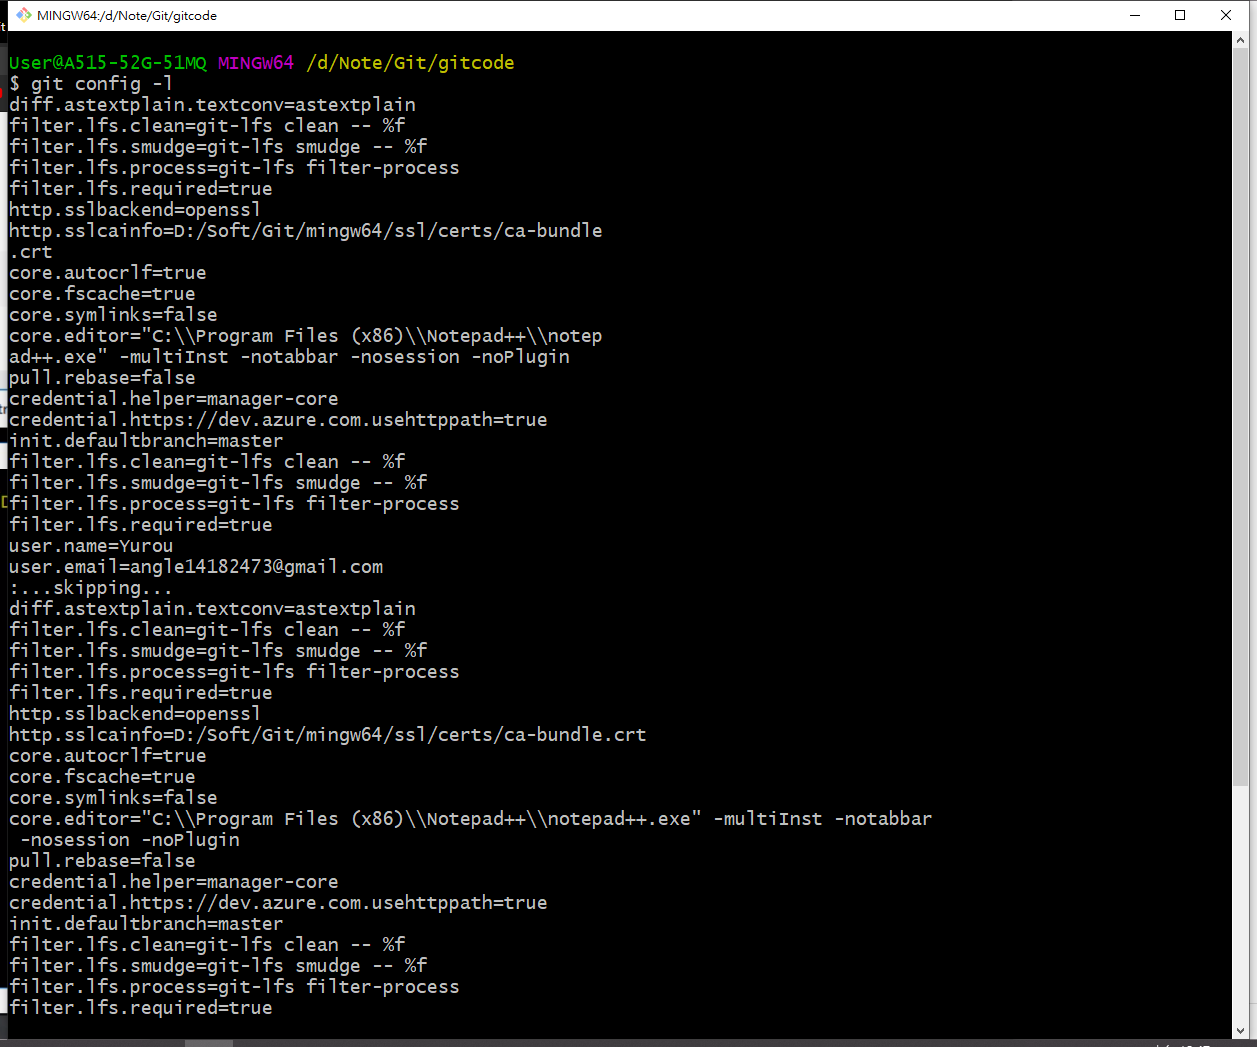 MINGW64:/d/Note/Git/gitcode
User@A515-52G-51MQ MINGW64 /d/Note/Git/gitcode
$ git config -l
diff.astextplain.textconv=astextplain
filter.lfs.clean=git-lfs clean -- %f
filter.lfs.smudge=git-lfs smudge -- %f
filter.lfs.process=git-lfs filter-process
filter.lfs.required=true
http.sslbackend=openssl
http.sslcainfo=D:/Soft/Git/mingw64/ssl/certs/ca-bundle
.crt
core.autocrlf=true
core.fscache=true
core.symlinks=false
core.editor="C:\\Program Files (x86)\\Notepad++\\notep
ad++.exe" -multiInst -notabbar -nosession -noPlugin
pull.rebase=false
credential.helper=manager-core
credential.https://dev.azure.com.usehttppath=true
init.defaultbranch=master
filter.lfs.clean=git-lfs clean -- %f
filter.lfs.smudge=git-lfs smudge -- %f
filter.lfs.process=git-lfs filter-process
filter.lfs.required=true
user.name=Yurou
user.email=angle14182473@gmail.com
:...skipping...
diff.astextplain.textconv=astextplain
filter.lfs.clean=git-lfs clean -- %f
filter.lfs.smudge=git-lfs smudge -- %f
filter.lfs.process=git-lfs filter-process
filter.lfs.required=true
http.sslbackend=openssl
http.sslcainfo=D:/Soft/Git/mingw64/ssl/certs/ca-bundle.crt
core.autocrlf=true
core.fscache=true
core.symlinks=false
core.editor="C:\\Program Files (x86)\\Notepad++\\notepad++.exe" -multiInst -notabbar
 -nosession -noPlugin
pull.rebase=false
credential.helper=manager-core
credential.https://dev.azure.com.usehttppath=true
init.defaultbranch=master
filter.lfs.clean=git-lfs clean -- %f
filter.lfs.smudge=git-lfs smudge -- %f
filter.lfs.process=git-lfs filter-process
filter.lfs.required=true